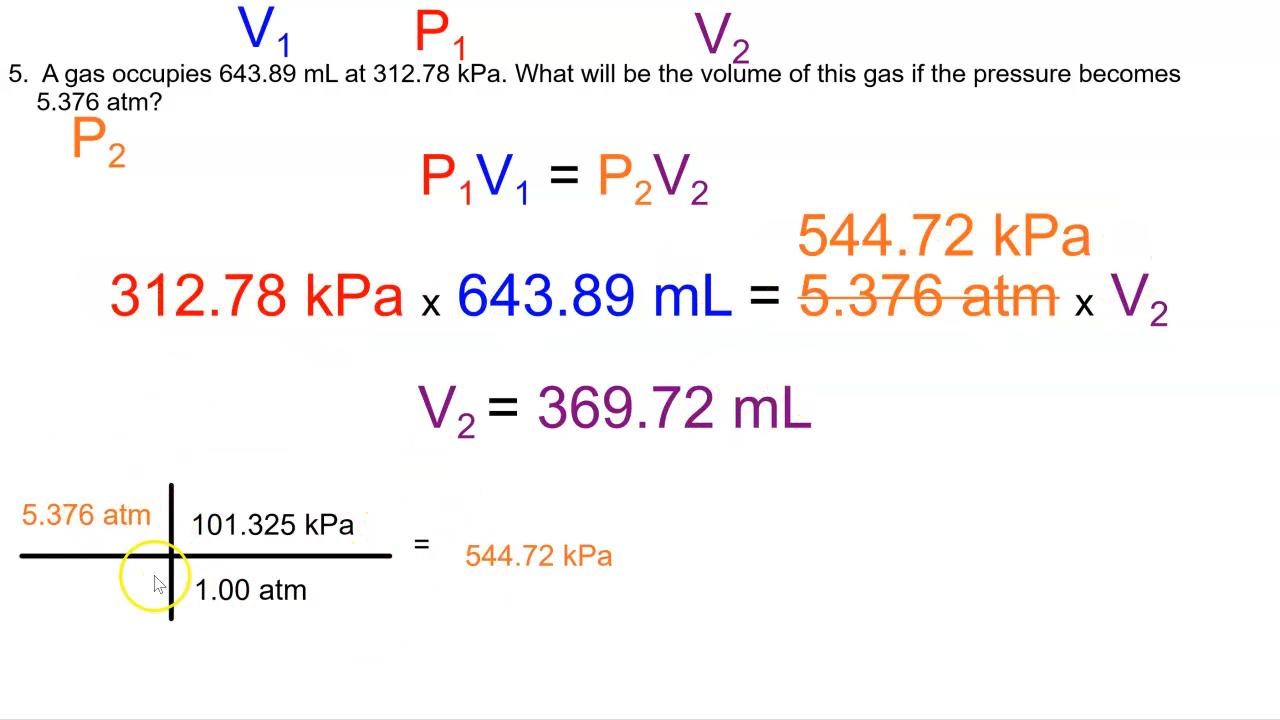 V1 P1 V2
5. A gas occupies 643.89 mL at 312.78 kPa. What will be the volume of this gas if the pressure becomes
5.376 atm?
P2
P1V1 = P2V2
544.72 kPa
312.78 kPa x 643.89 mL = 5.376 atm x V2
V2 = 369.72 mL
5.376 atm 101.325 kPa
= 544.72 kPa
1.00 atm